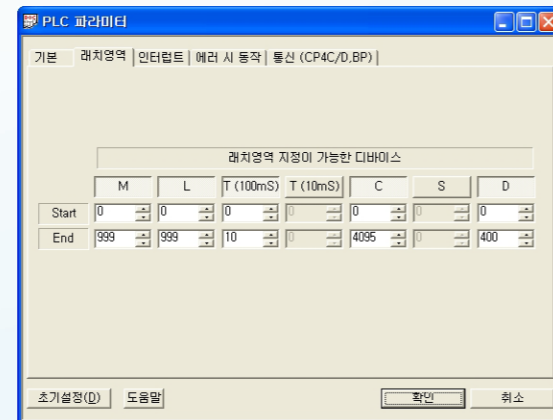 PLC 파라미터
기본 래치영역 인터럽트 에러 시 동작 통신 (CP4C/D,BP)
래치영역 지정이 가능한 디바이스
M L T (100mS) T (10mS) C S D
Start 0 0 0 0 0 0 0
End 999 999 10 0 4095 0 400
초기설정(D) 도움말 확인 취소